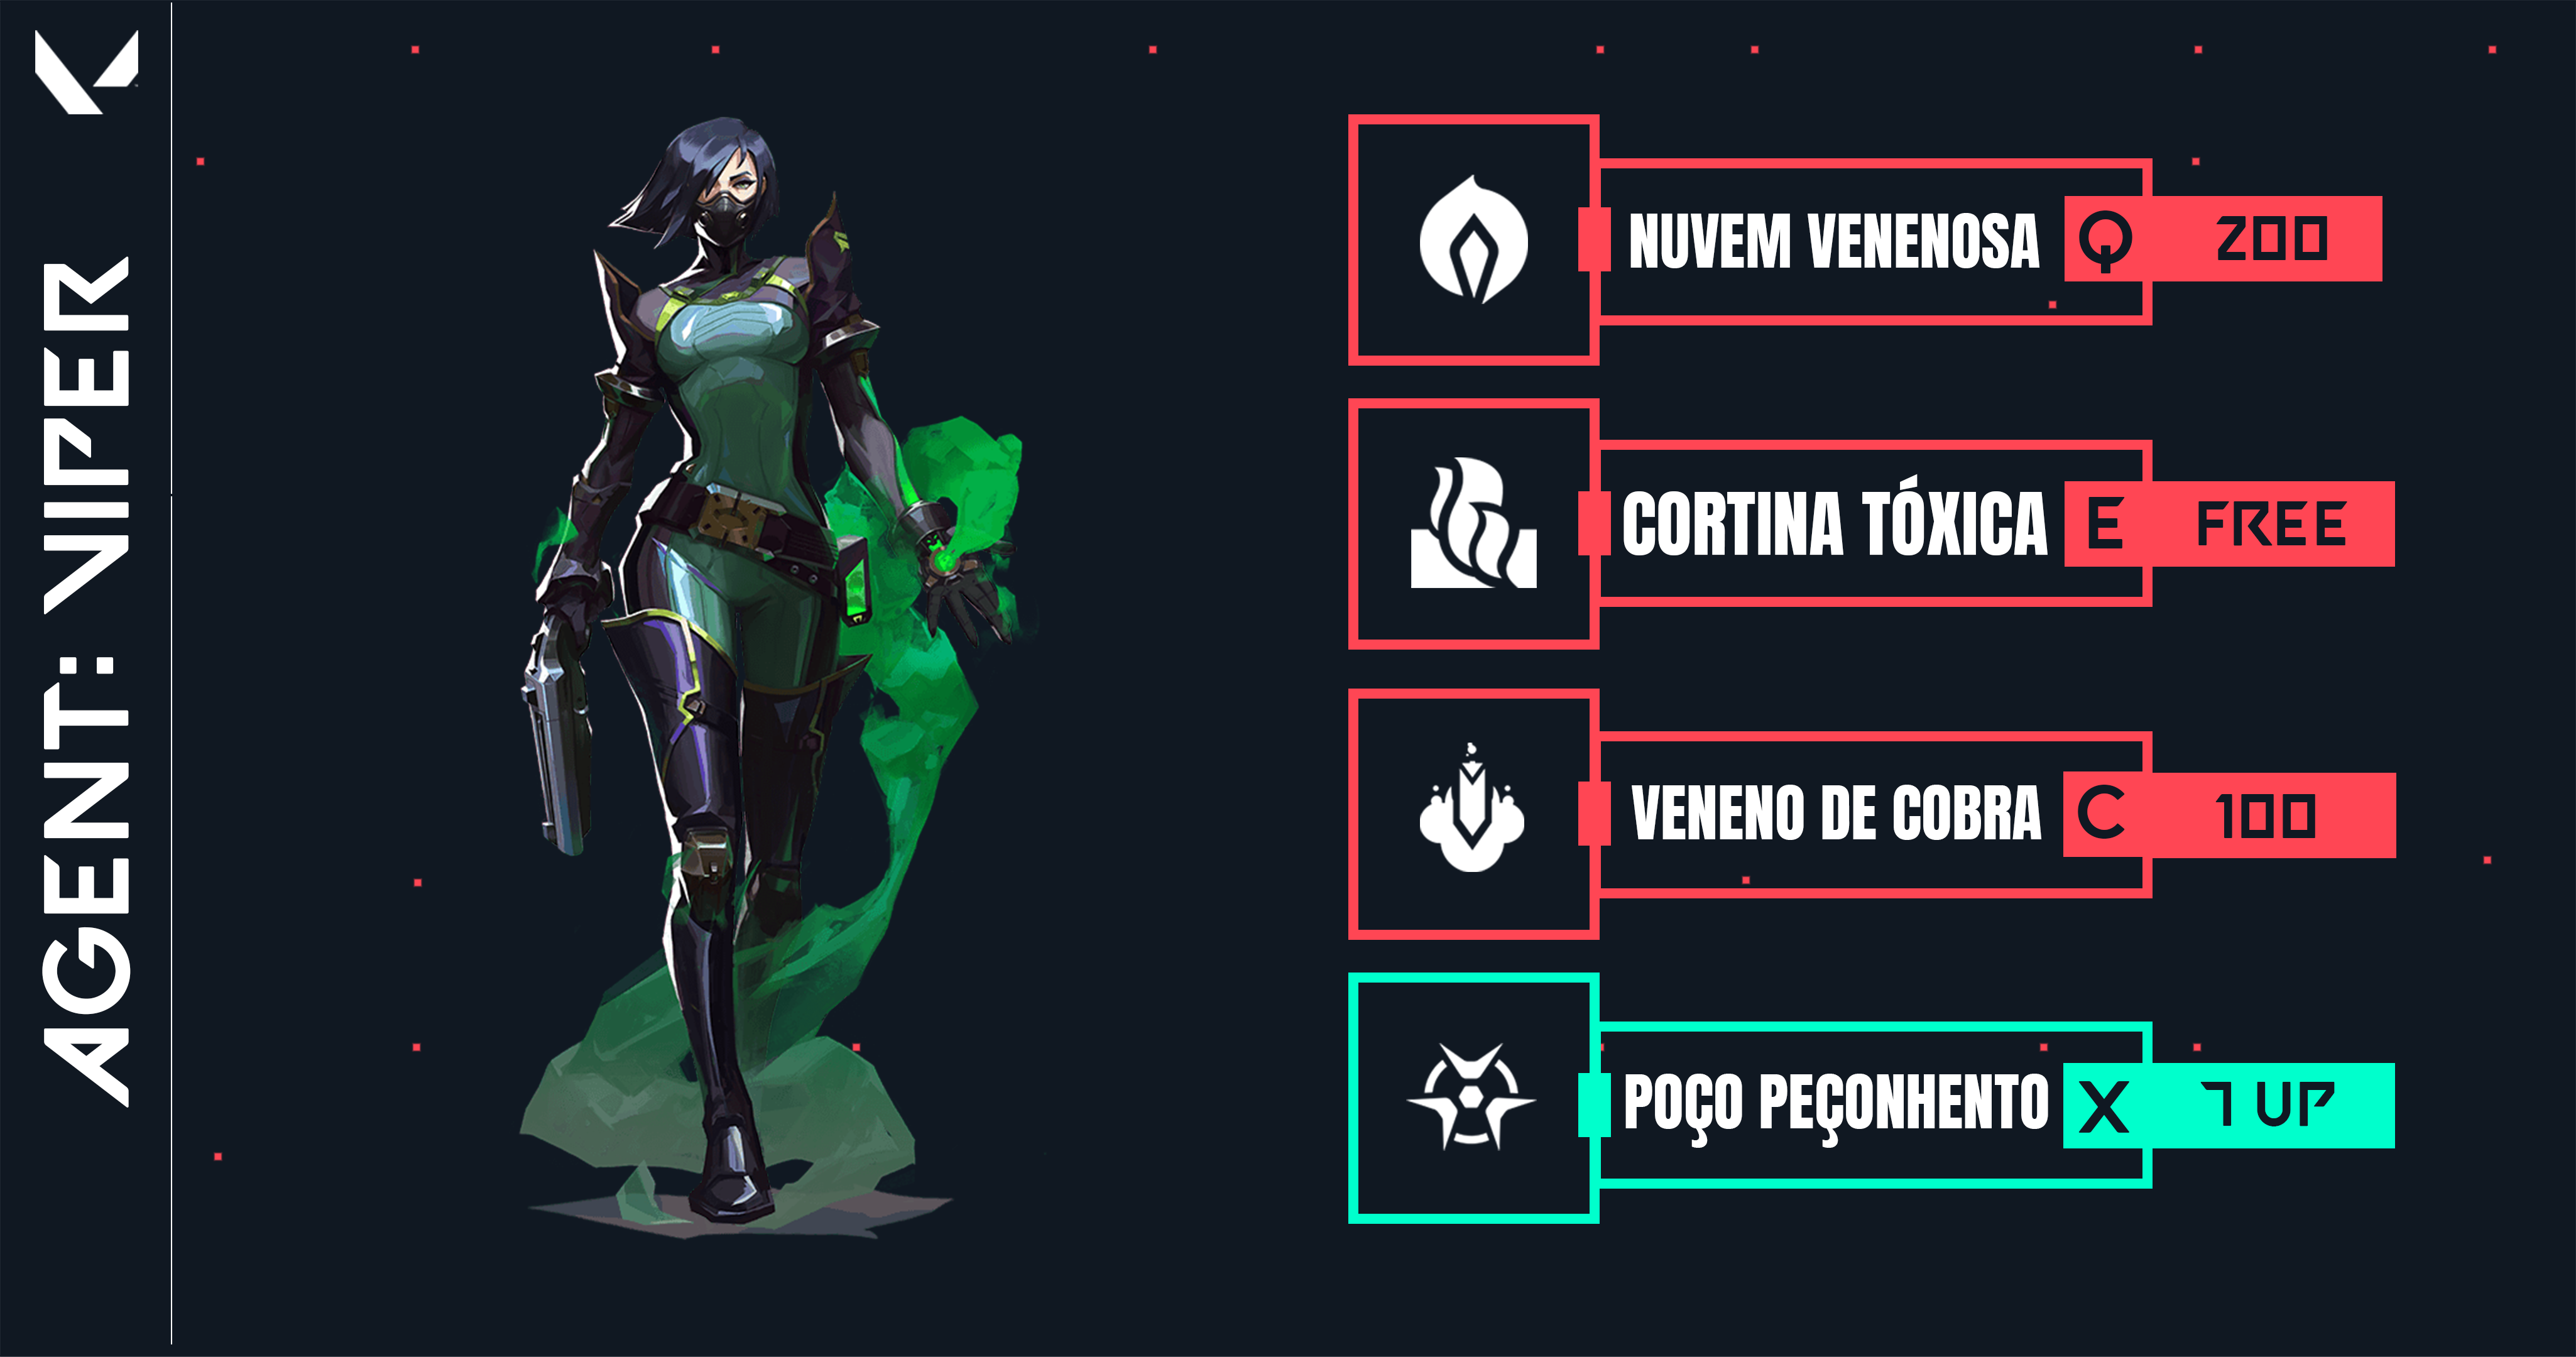 AGENT: VIPER
NUVEM VENENOSA Q 200
CORTINA TÓXICA E FREE
VENENO DE COBRA C 100
POÇO PEÇONHENTO X 7 UP